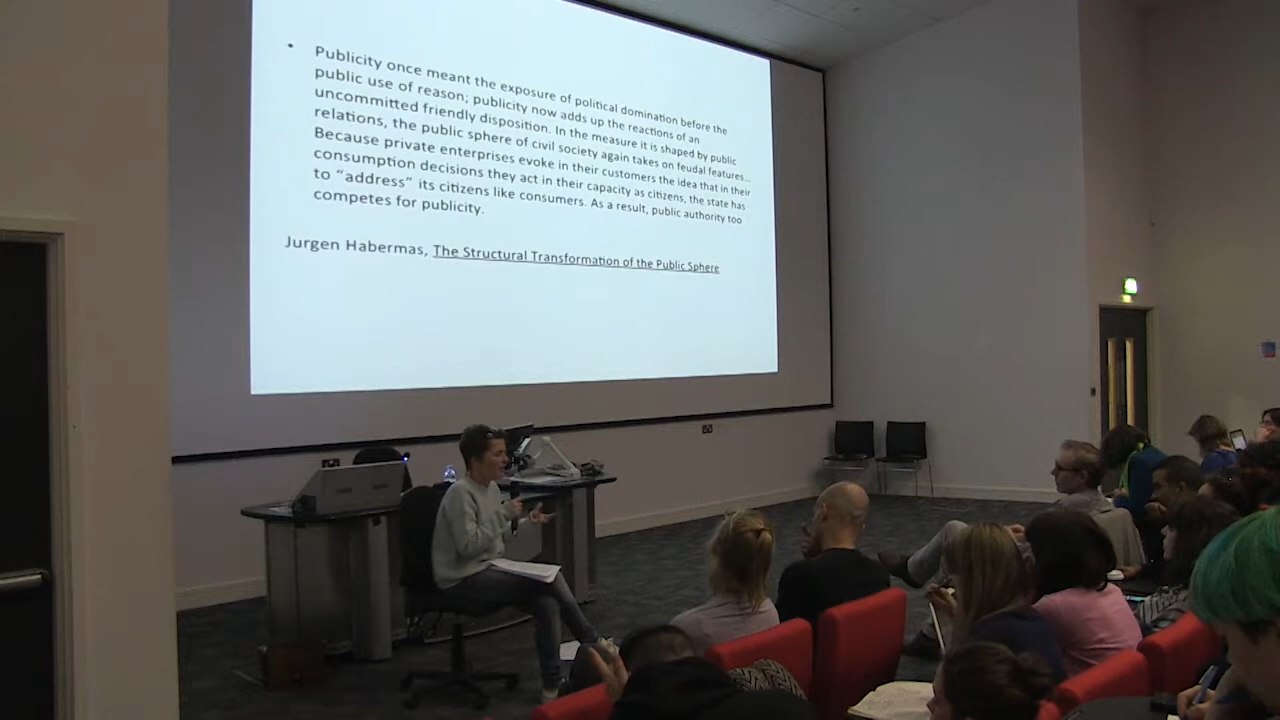 • Publicity once meant the exposure of political domination before the
public use of reason; publicity now adds up the reactions of an
uncommitted friendly disposition. In the measure it is shaped by public
relations, the public sphere of civil society again takes on feudal features...
Because private enterprises evoke in their customers the idea that in their
consumption decisions they act in their capacity as citizens, the state has
to “address” its citizens like consumers. As a result, public authority too
competes for publicity.
Jurgen Habermas, The Structural Transformation of the Public Sphere